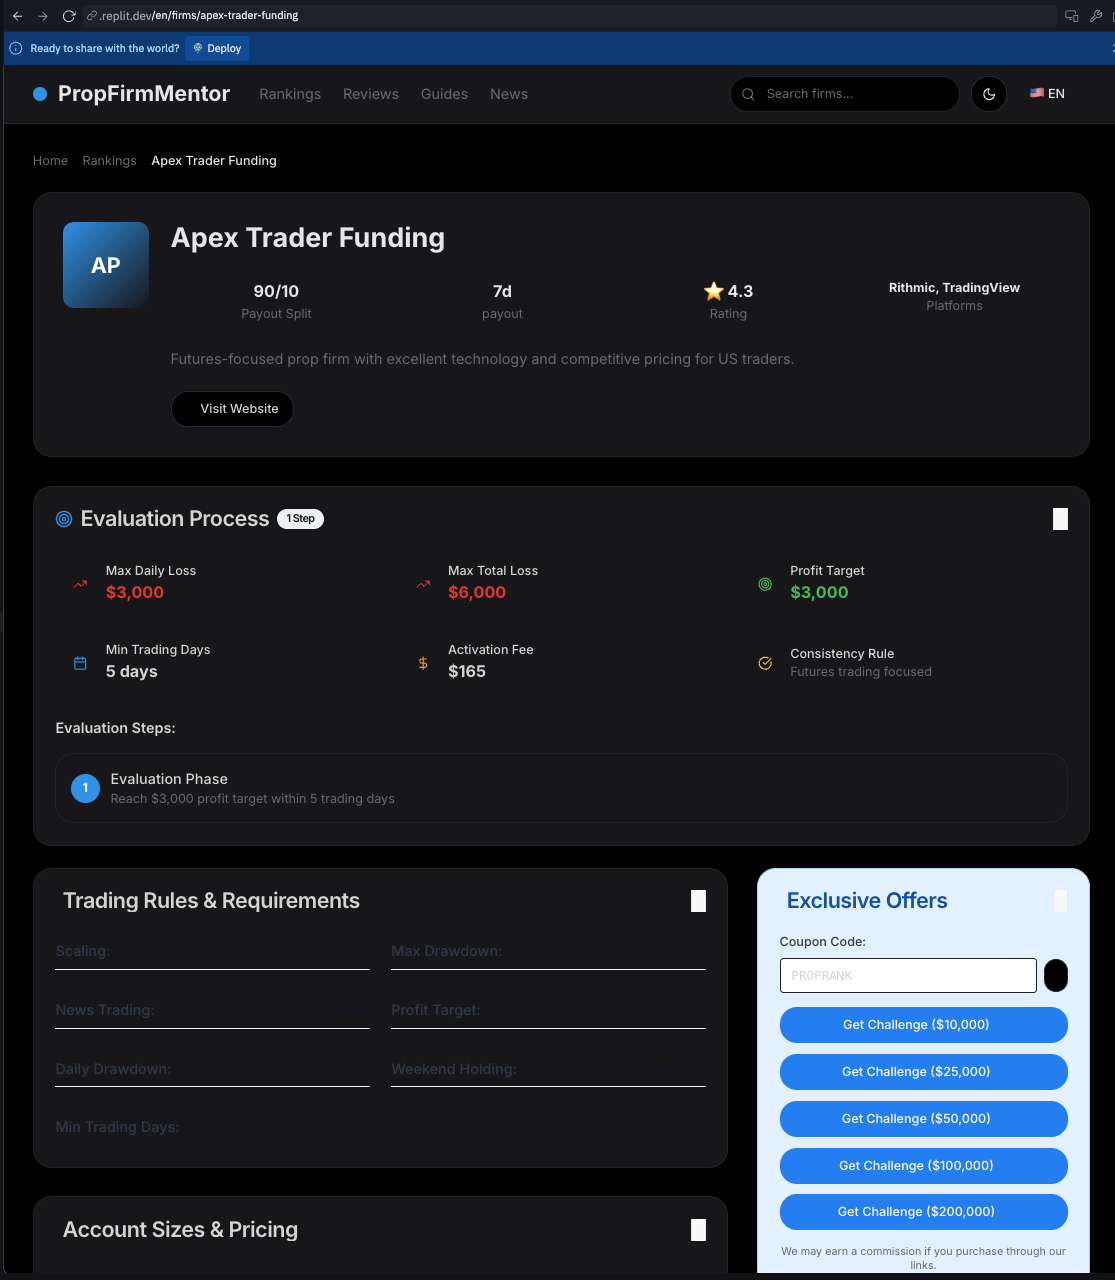 .replit.dev/en/firms/apex-trader-funding
Ready to share with the world? Deploy
PropFirmMentor Rankings Reviews Guides News Search firms... EN
Home Rankings Apex Trader Funding
AP
Apex Trader Funding
90/10 7d 4.3 Rithmic, TradingView
Payout Split payout Rating Platforms
Futures-focused prop firm with excellent technology and competitive pricing for US traders.
Visit Website
Evaluation Process 1 Step
Max Daily Loss Max Total Loss Profit Target
$3,000 $6,000 $3,000
Min Trading Days Activation Fee Consistency Rule
5 days $165 Futures trading focused
Evaluation Steps:
1 Evaluation Phase
Reach $3,000 profit target within 5 trading days
Trading Rules & Requirements
Scaling: Max Drawdown:
News Trading: Profit Target:
Daily Drawdown: Weekend Holding:
Min Trading Days:
Account Sizes & Pricing
Exclusive Offers
Coupon Code:
PROPRANK
Get Challenge ($10,000)
Get Challenge ($25,000)
Get Challenge ($50,000)
Get Challenge ($100,000)
Get Challenge ($200,000)
We may earn a commission if you purchase through our
links.